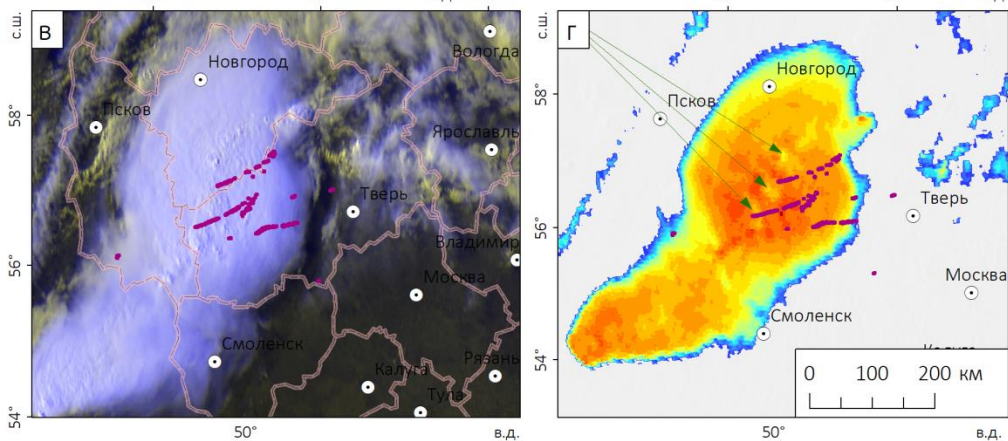 с.ш.
В
Новгород
Вологда
Псков
58°
Ярославль
Тверь
Владимир
56°
Москва
Смоленск
Калуга
Рязань
Тула
54°
50°
в.д.
с.ш.
Г
Новгород
Псков
58°
Тверь
56°
Москва
Смоленск
54°
0 100 200 км
50°
в.д.